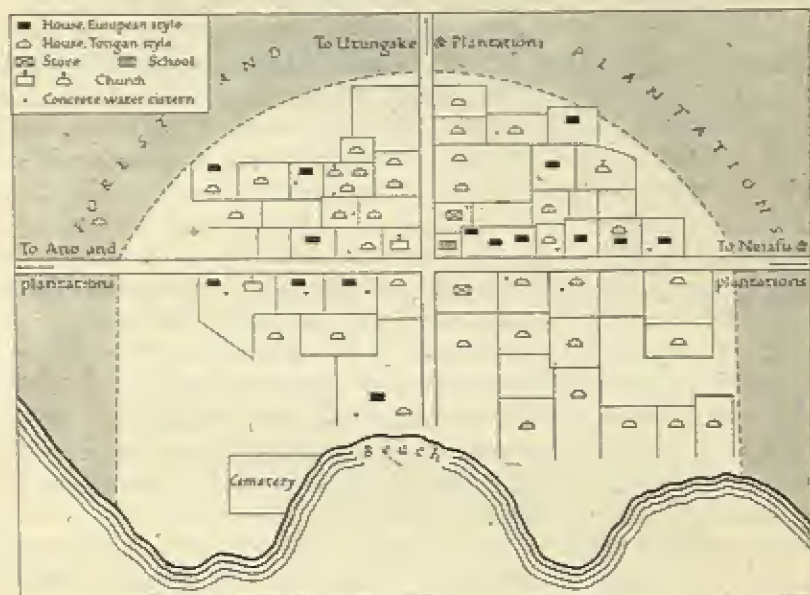 House, European style
House, Tongan style
Store School
Church
Concrete water cistern
To Utungake & Plantations
FOREST AND PLANTATIONS
To Ano and
plantations
To Neiafu &
plantations
Beach
Cemetery